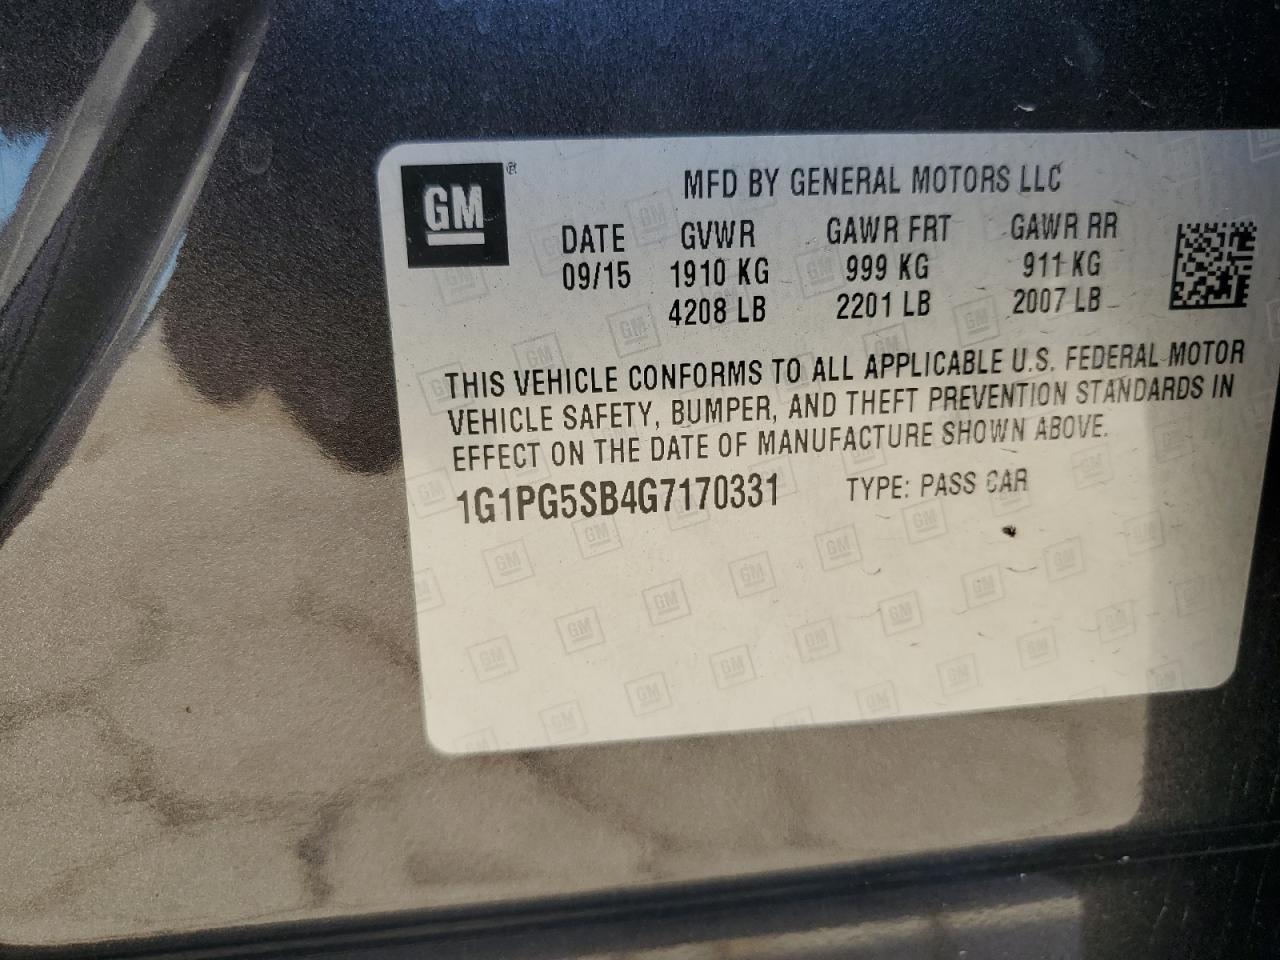 GM®
MFD BY GENERAL MOTORS LLC
DATE GVWR GAWR FRT GAWR RR
09/15 1910 KG 999 KG 911 KG
4208 LB 2201 LB 2007 LB
THIS VEHICLE CONFORMS TO ALL APPLICABLE U.S. FEDERAL MOTOR
VEHICLE SAFETY, BUMPER, AND THEFT PREVENTION STANDARDS IN
EFFECT ON THE DATE OF MANUFACTURE SHOWN ABOVE.
1G1PG5SB4G7170331 TYPE: PASS CAR